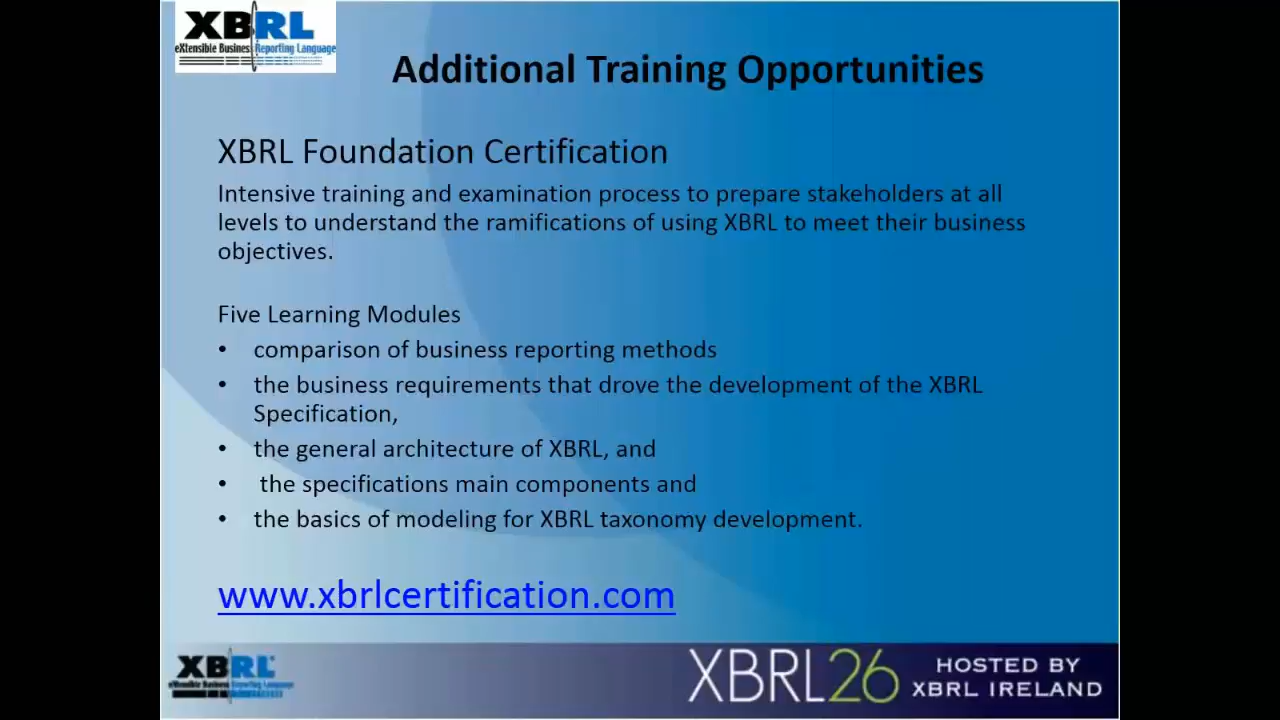 XBRL
eXtensible Business Reporting Language
Additional Training Opportunities
XBRL Foundation Certification
Intensive training and examination process to prepare stakeholders at all
levels to understand the ramifications of using XBRL to meet their business
objectives.
Five Learning Modules
• comparison of business reporting methods
• the business requirements that drove the development of the XBRL
Specification,
• the general architecture of XBRL, and
• the specifications main components and
• the basics of modeling for XBRL taxonomy development.
www.xbrlcertification.com
XBRL
eXtensible Business Reporting Language
XBRL26
HOSTED BY
XBRL IRELAND